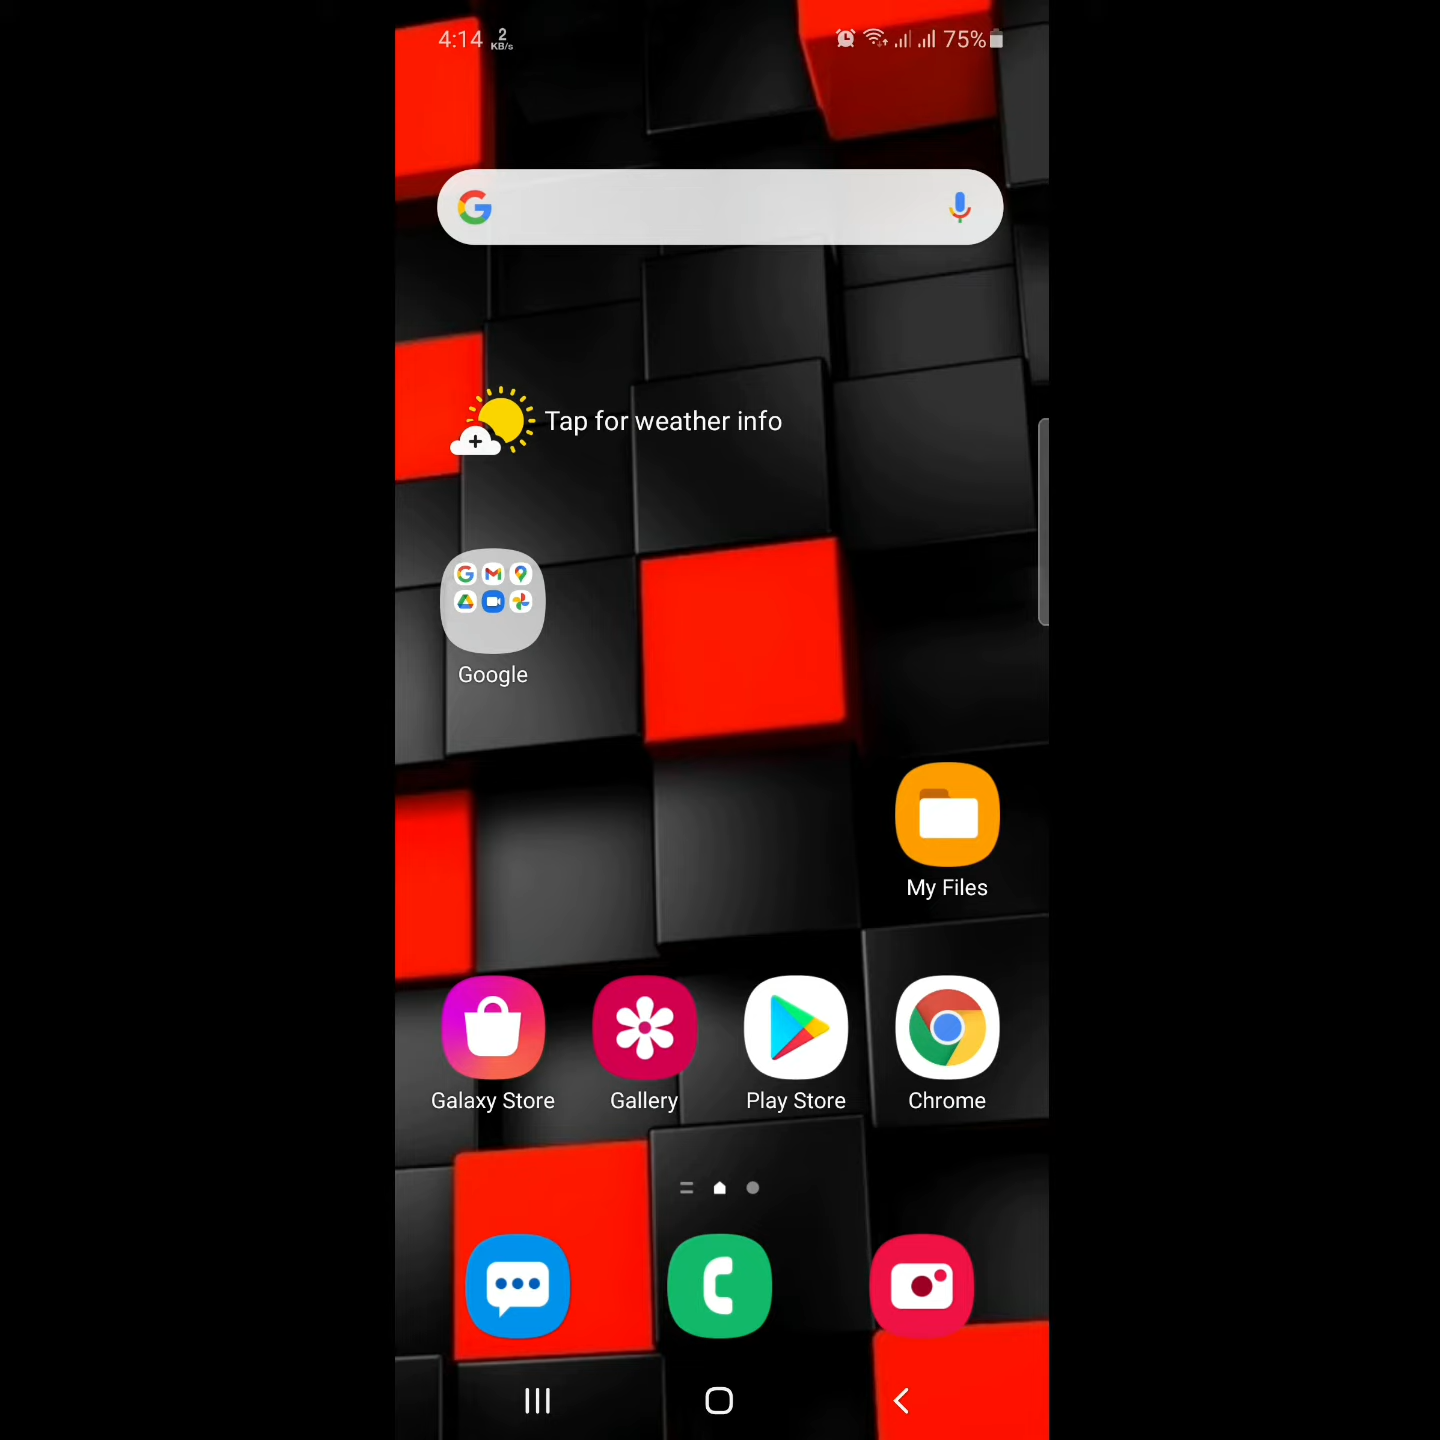 4:14 2 KB/s 75%
Tap for weather info
Google
My Files
Galaxy Store Gallery Play Store Chrome